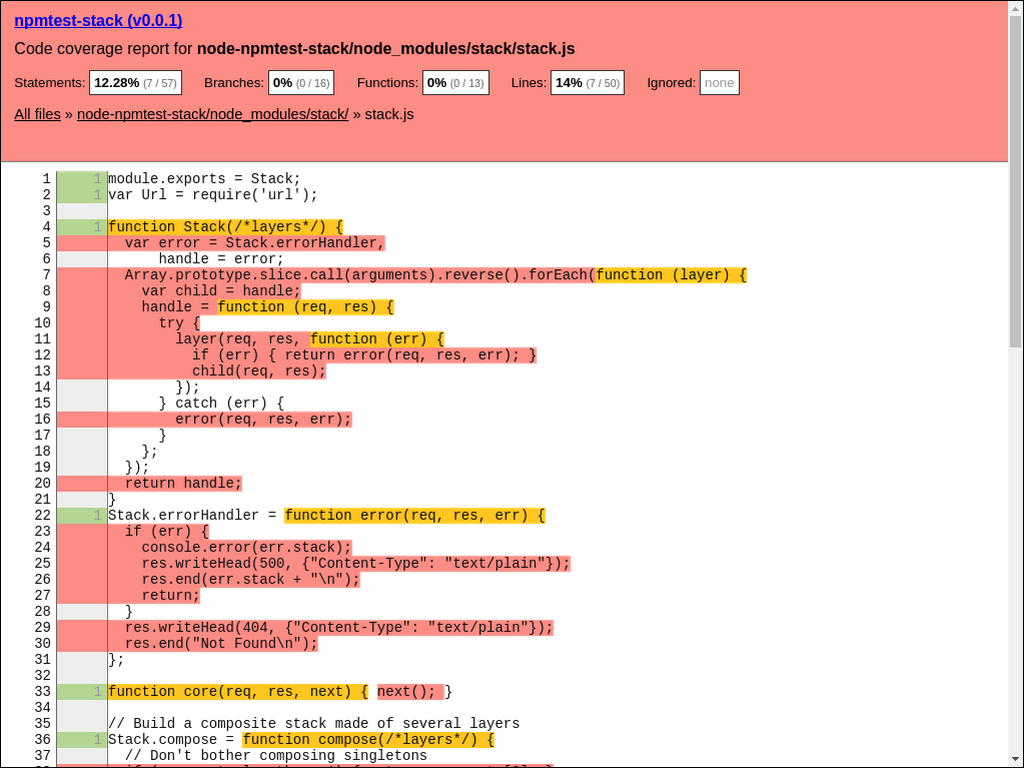 npmtest-stack (v0.0.1)
Code coverage report for node-npmtest-stack/node_modules/stack/stack.js
Statements: 12.28% (7 / 57) Branches: 0% (0 / 16) Functions: 0% (0 / 13) Lines: 14% (7 / 50) Ignored: none
All files » node-npmtest-stack/node_modules/stack/ » stack.js
1 1 module.exports = Stack;
2 1 var Url = require('url');
3
4 1 function Stack(/*layers*/) {
5 var error = Stack.errorHandler,
6 handle = error;
7 Array.prototype.slice.call(arguments).reverse().forEach(function (layer) {
8 var child = handle;
9 handle = function (req, res) {
10 try {
11 layer(req, res, function (err) {
12 if (err) { return error(req, res, err); }
13 child(req, res);
14 });
15 } catch (err) {
16 error(req, res, err);
17 }
18 };
19 });
20 return handle;
21 }
22 1 Stack.errorHandler = function error(req, res, err) {
23 if (err) {
24 console.error(err.stack);
25 res.writeHead(500, {"Content-Type": "text/plain"});
26 res.end(err.stack + "\n");
27 return;
28 }
29 res.writeHead(404, {"Content-Type": "text/plain"});
30 res.end("Not Found\n");
31 };
32
33 1 function core(req, res, next) { next(); }
34
35 // Build a composite stack made of several layers
36 1 Stack.compose = function compose(/*layers*/) {
37 // Don't bother composing singletons